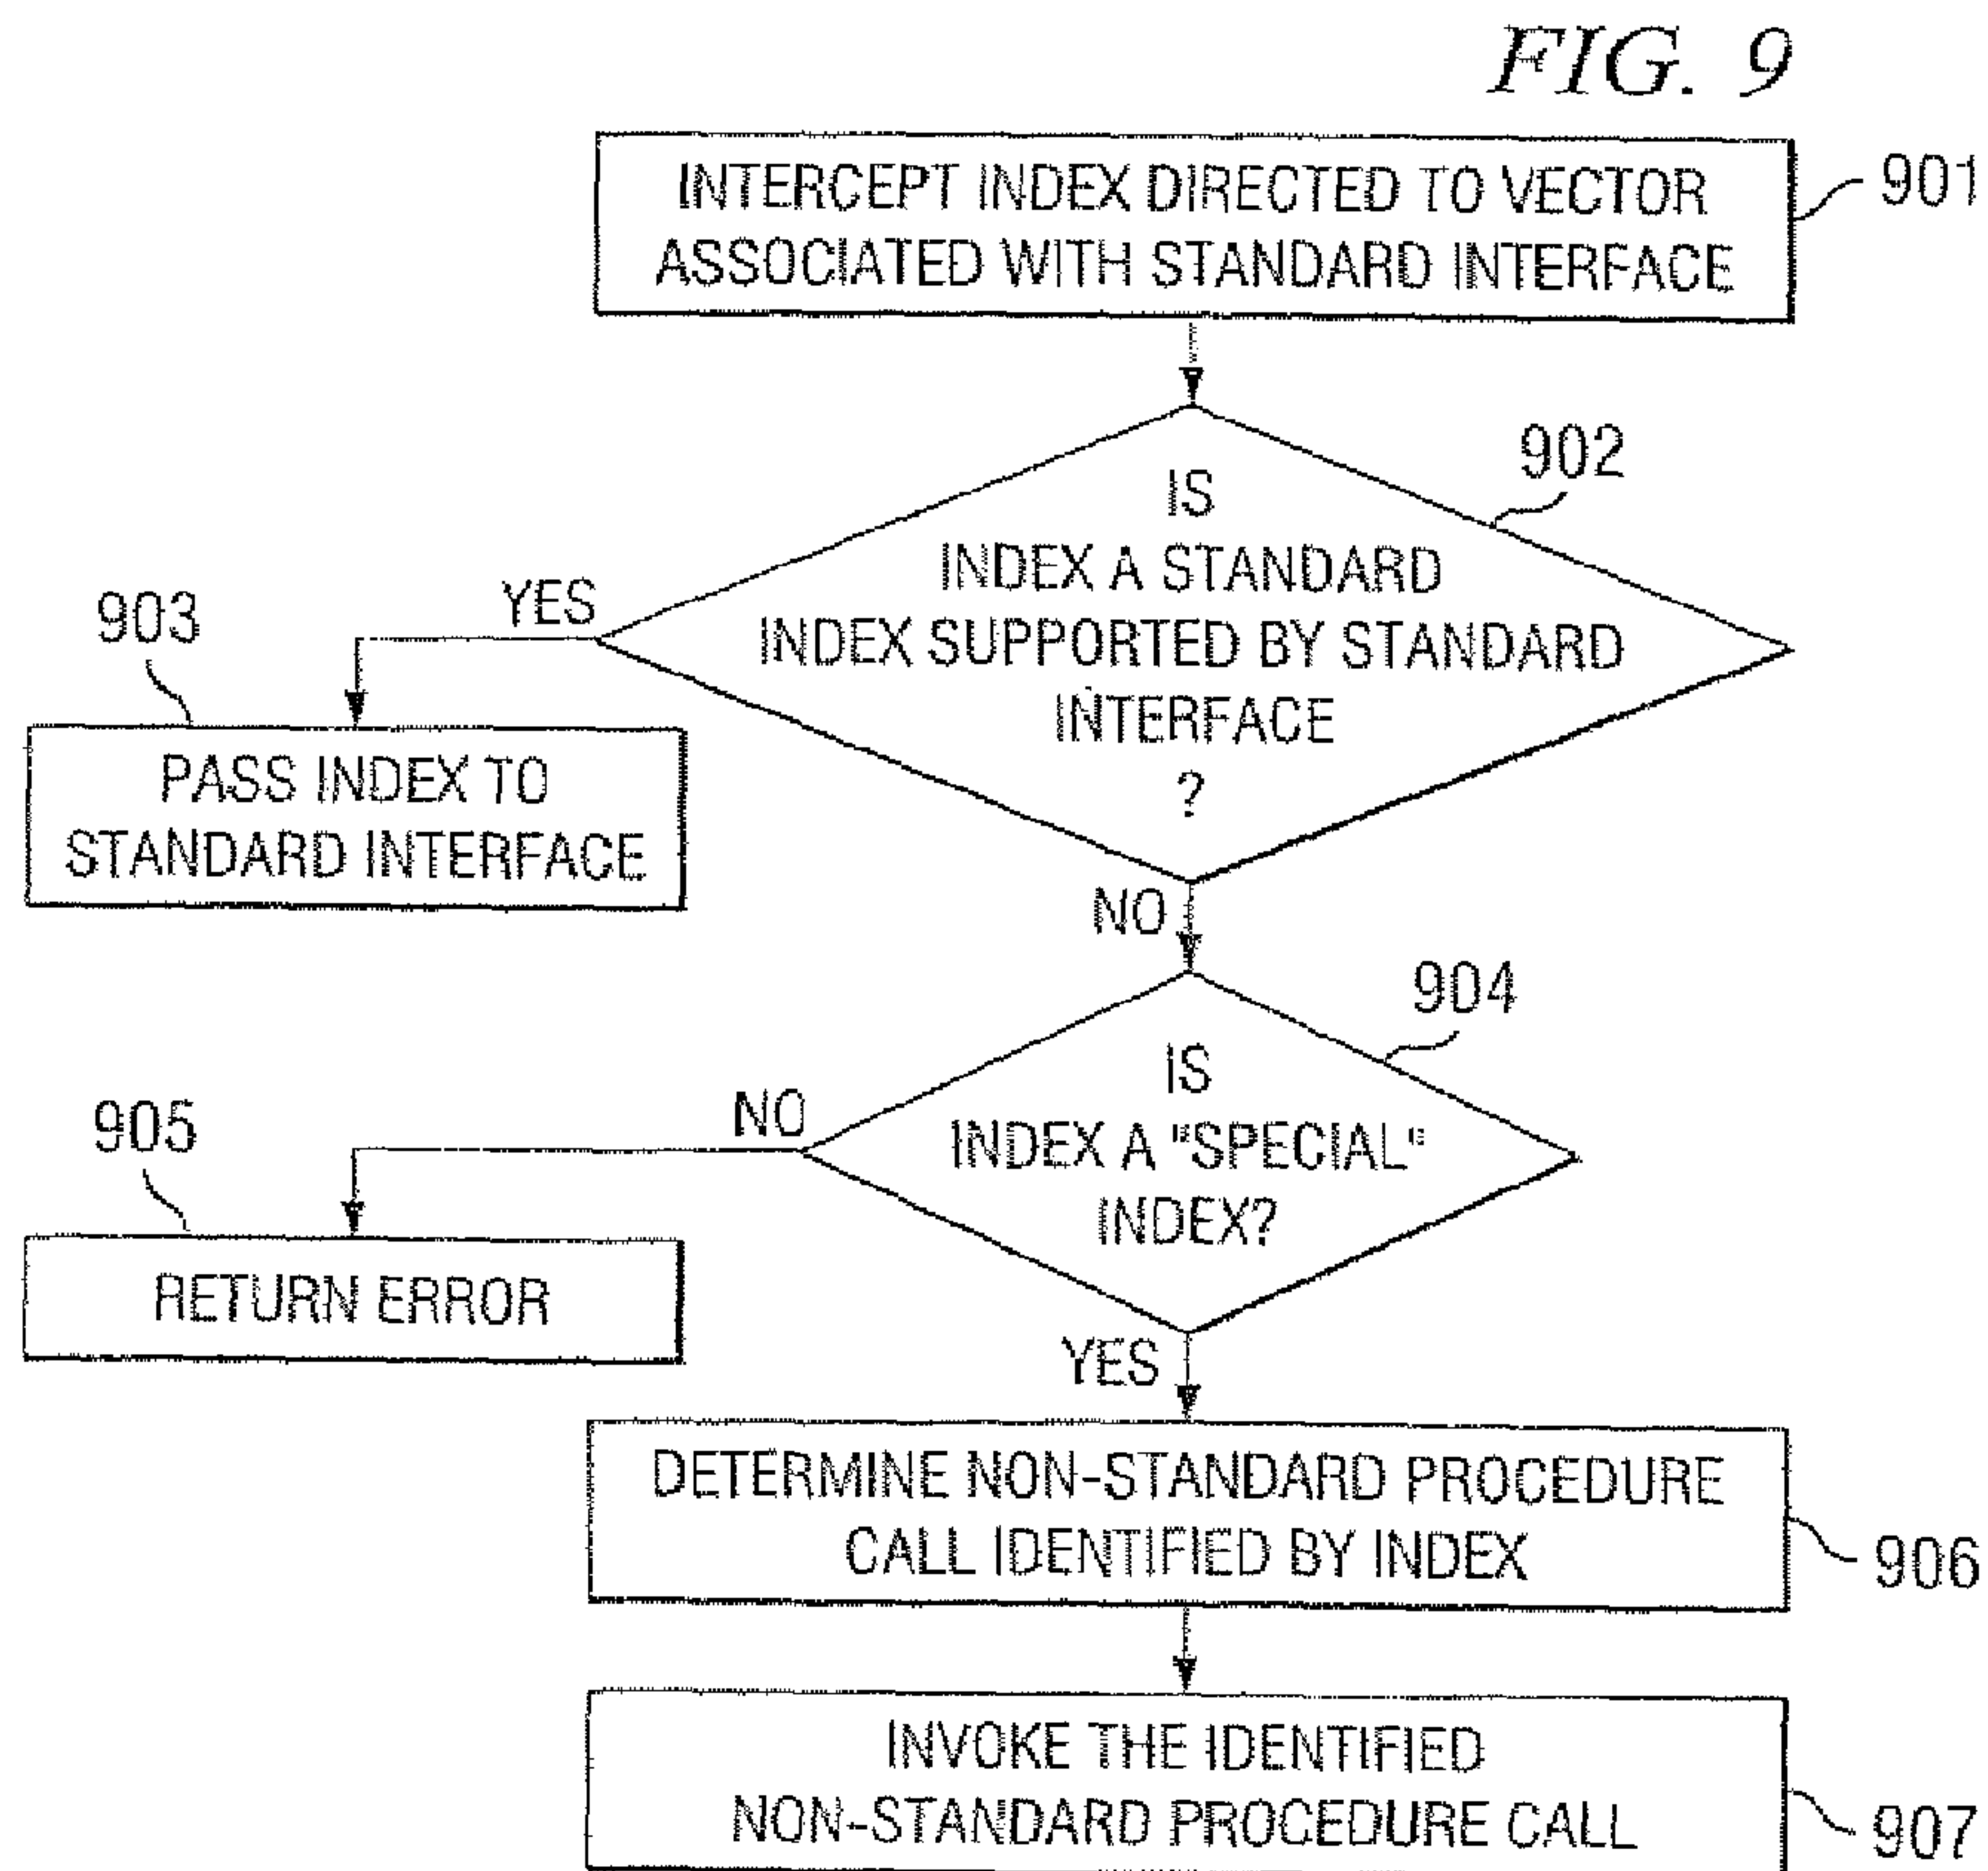 FIG. 9
INTERCEPT INDEX DIRECTED TO VECTOR
ASSOCIATED WITH STANDARD INTERFACE
901
902
IS
INDEX A STANDARD
INDEX SUPPORTED BY STANDARD
INTERFACE
?
YES
903
PASS INDEX TO
STANDARD INTERFACE
NO
904
IS
INDEX A "SPECIAL"
INDEX?
NO
905
RETURN ERROR
YES
DETERMINE NON-STANDARD PROCEDURE
CALL IDENTIFIED BY INDEX
906
INVOKE THE IDENTIFIED
NON-STANDARD PROCEDURE CALL
907